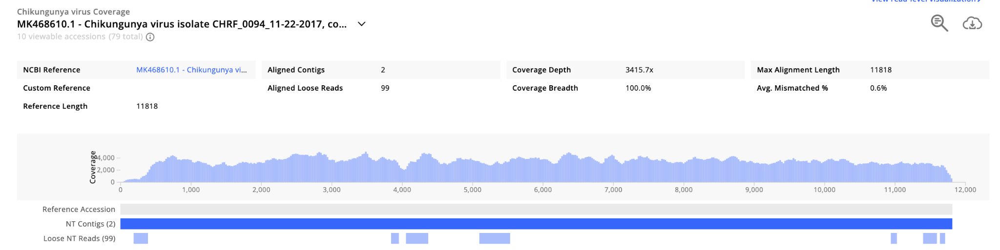 View read-level visualization >
Chikungunya virus Coverage
MK468610.1 - Chikungunya virus isolate CHRF_0094_11-22-2017, co...
10 viewable accessions (79 total)
NCBI Reference MK468610.1 - Chikungunya vi... Aligned Contigs 2 Coverage Depth 3415.7x Max Alignment Length 11818
Custom Reference Aligned Loose Reads 99 Coverage Breadth 100.0% Avg. Mismatched % 0.6%
Reference Length 11818
Coverage
4,000
2,000
0
0 1,000 2,000 3,000 4,000 5,000 6,000 7,000 8,000 9,000 10,000 11,000 12,000
Reference Accession
NT Contigs (2)
Loose NT Reads (99)